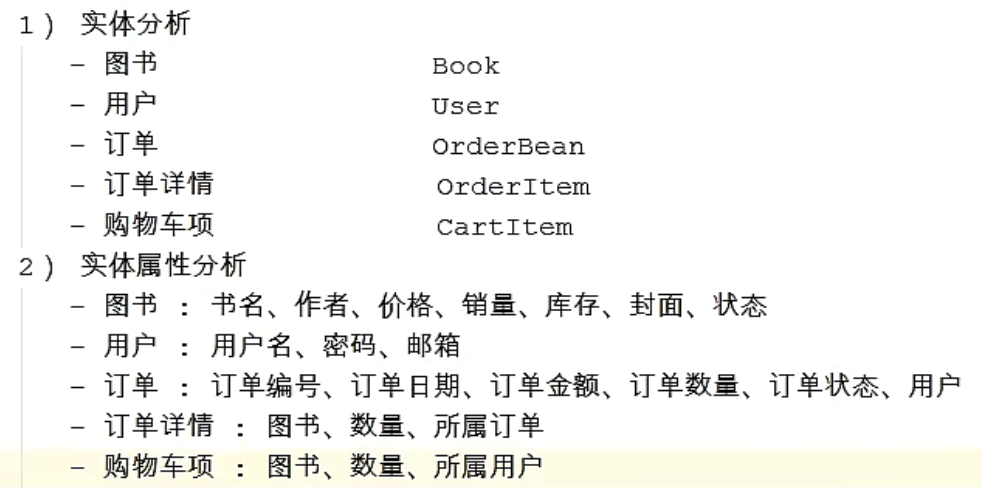 1) 实体分析
- 图书 Book
- 用户 User
- 订单 OrderBean
- 订单详情 OrderItem
- 购物车项 CartItem
2) 实体属性分析
- 图书 : 书名、作者、价格、销量、库存、封面、状态
- 用户 : 用户名、密码、邮箱
- 订单 : 订单编号、订单日期、订单金额、订单数量、订单状态、用户
- 订单详情 : 图书、数量、所属订单
- 购物车项 : 图书、数量、所属用户